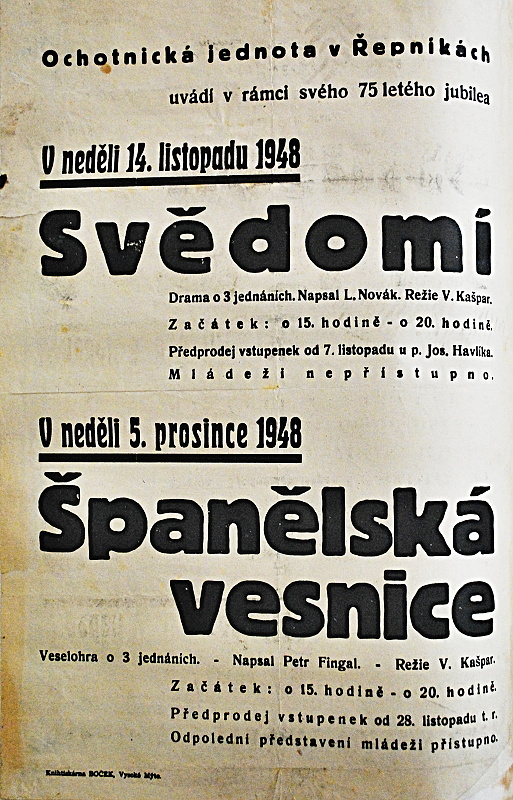 Ochotnická jednota v Řepníkách
uvádí v rámci svého 75 letého jubilea
V neděli 14. listopadu 1948
Svědomí
Drama o 3 jednáních. Napsal L. Novák. Režie V. Kašpar.
Začátek: o 15. hodině - o 20. hodině.
Předprodej vstupenek od 7. listopadu u p. Jos. Havlíka.
Mládeži nepřístupno.
V neděli 5. prosince 1948
Španělská
vesnice
Veselohra o 3 jednáních. - Napsal Petr Fingal. - Režie V. Kašpar.
Začátek: o 15. hodině - o 20. hodině.
Předprodej vstupenek od 28. listopadu t. r.
Odpolední představení mládeži přístupno.
Knihtiskárna BOČEK, Vysoké Mýto.